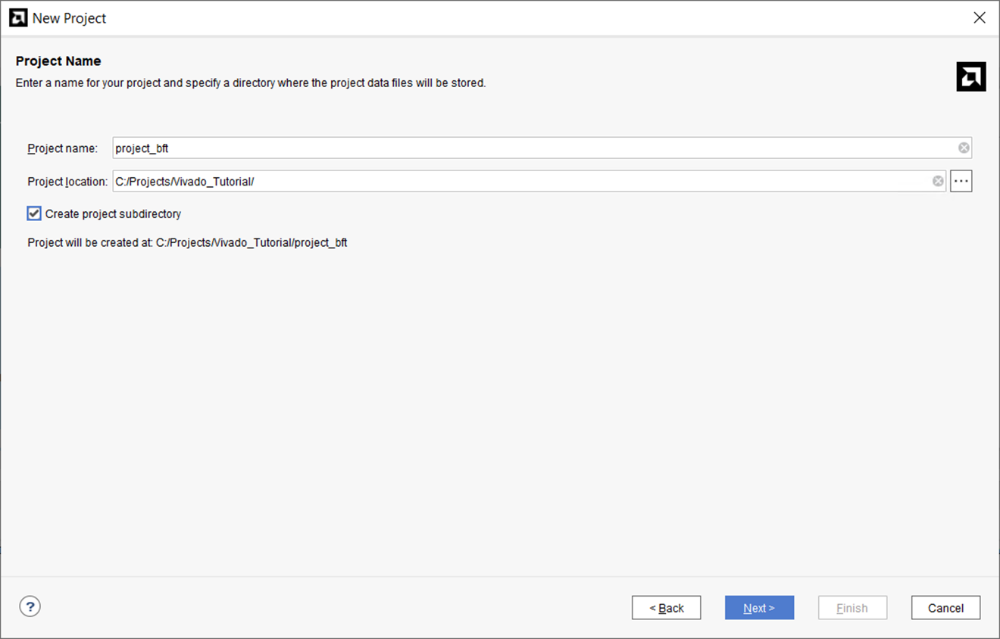 New Project
Project Name
Enter a name for your project and specify a directory where the project data files will be stored.
Project name: project_bft
Project location: C:/Projects/Vivado_Tutorial/ ...
Create project subdirectory
Project will be created at: C:/Projects/Vivado_Tutorial/project_bft
? < Back Next > Finish Cancel